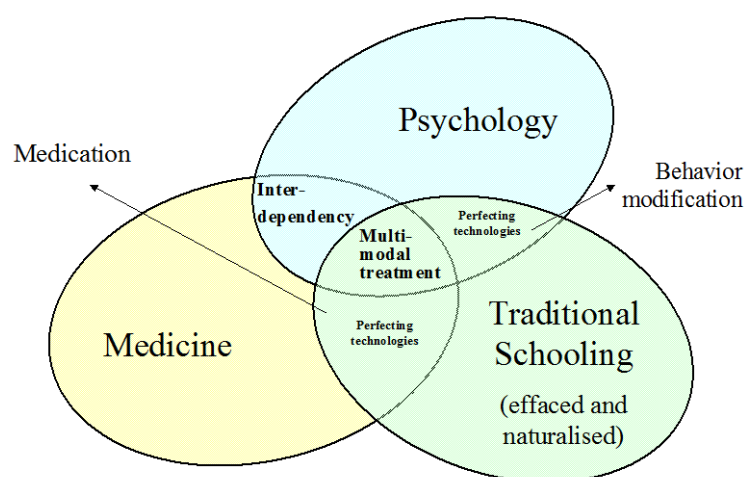 Psychology
Medication
Behavior
modification
Inter-
dependency
Perfecting
technologies
Multi-
modal
treatment
Traditional
Schooling
Perfecting
technologies
Medicine
(effaced and
naturalised)